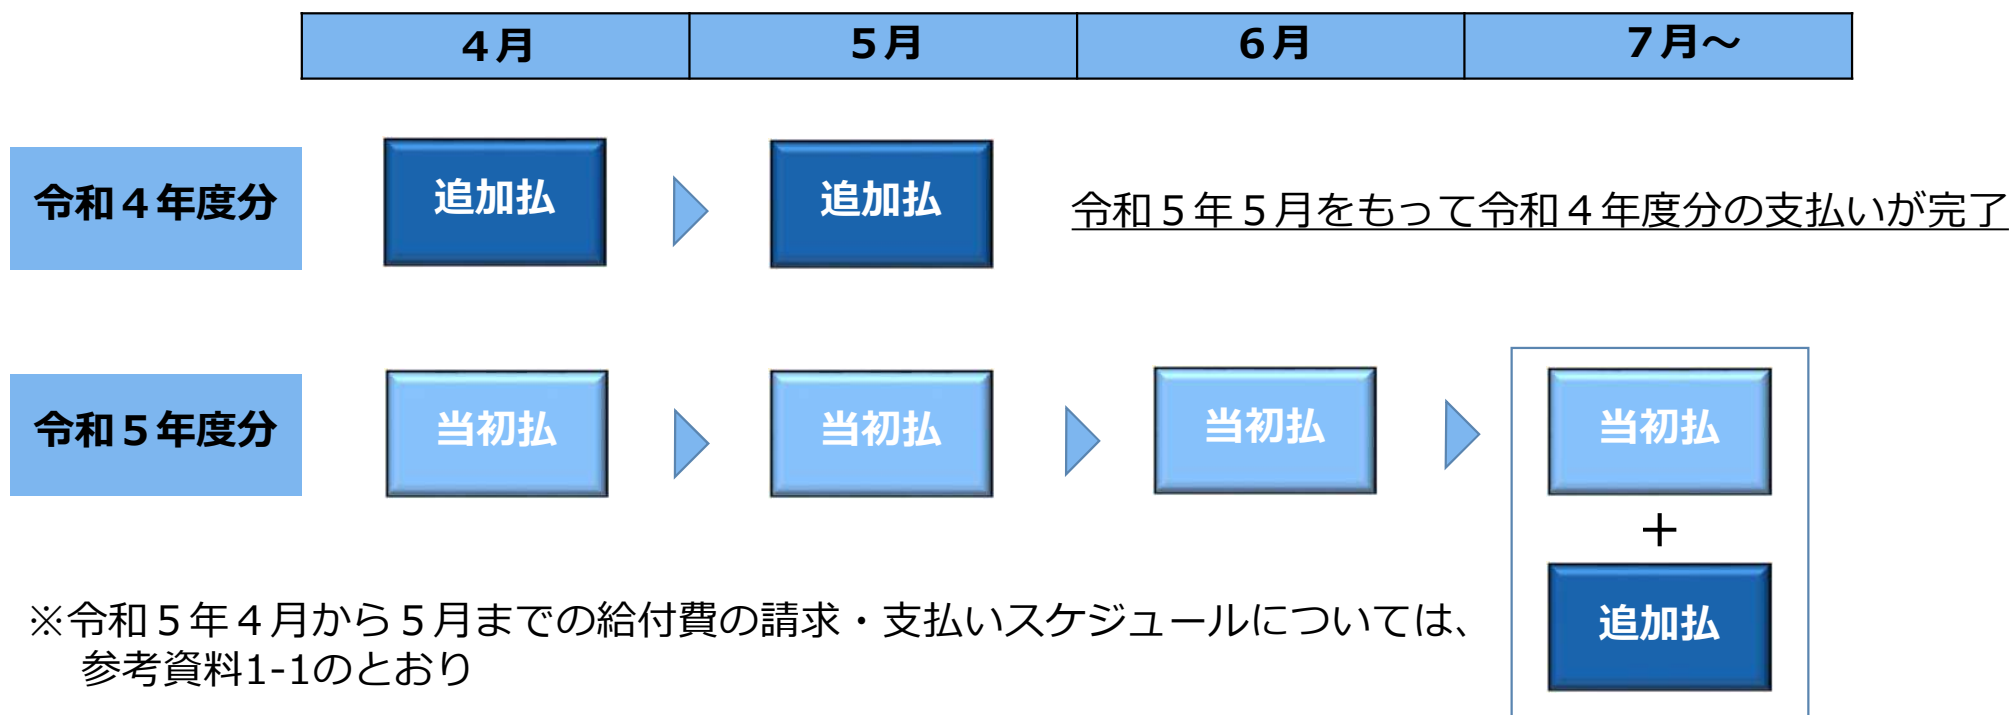 ４月 ５月 ６月 ７月～
令和４年度分 追加払 追加払 令和５年５月をもって令和４年度分の支払いが完了
令和５年度分 当初払 当初払 当初払 当初払
＋
追加払
※令和５年４月から５月までの給付費の請求・支払いスケジュールについては、
参考資料1-1のとおり